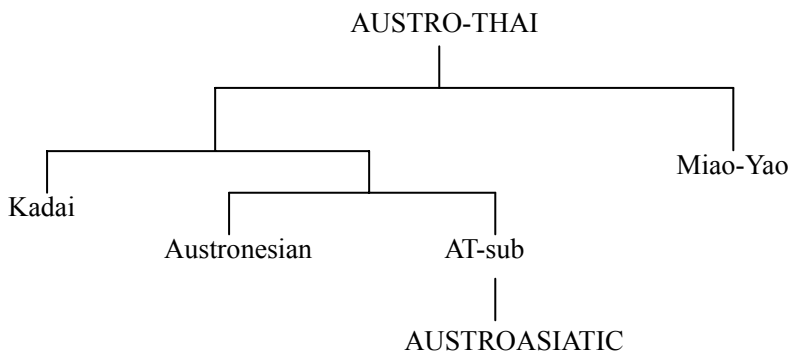 AUSTRO-THAI
Miao-Yao
Kadai
Austronesian AT-sub
AUSTROASIATIC